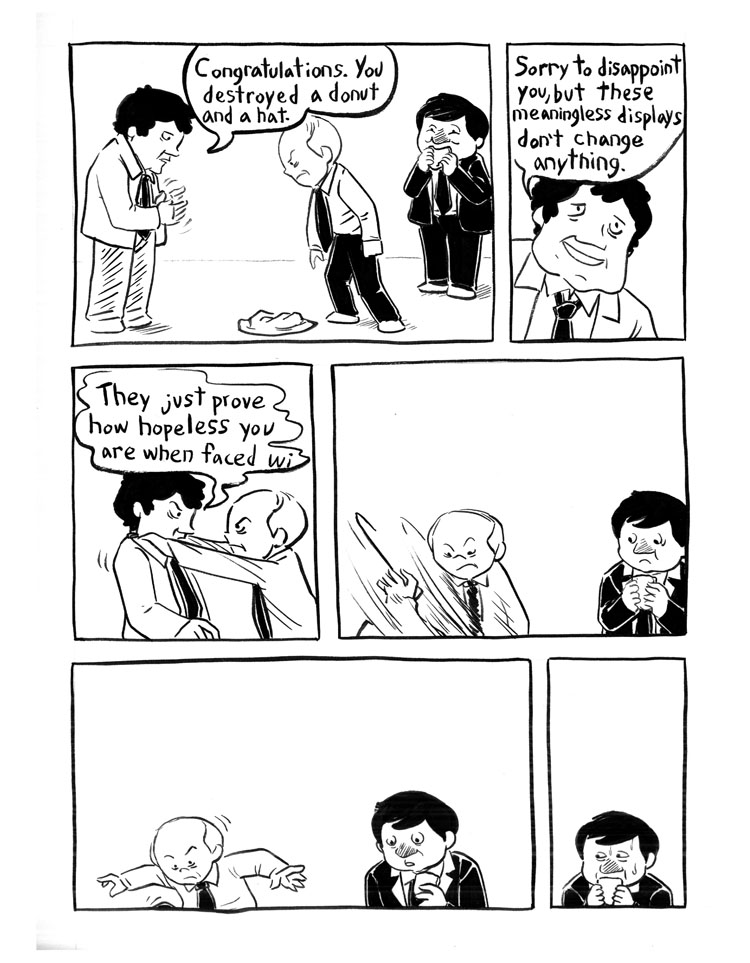 Congratulations. You
destroyed a donut
and a hat.
Sorry to disappoint
you, but these
meaningless displays
don't change
anything.
They just prove
how hopeless you
are when faced wi